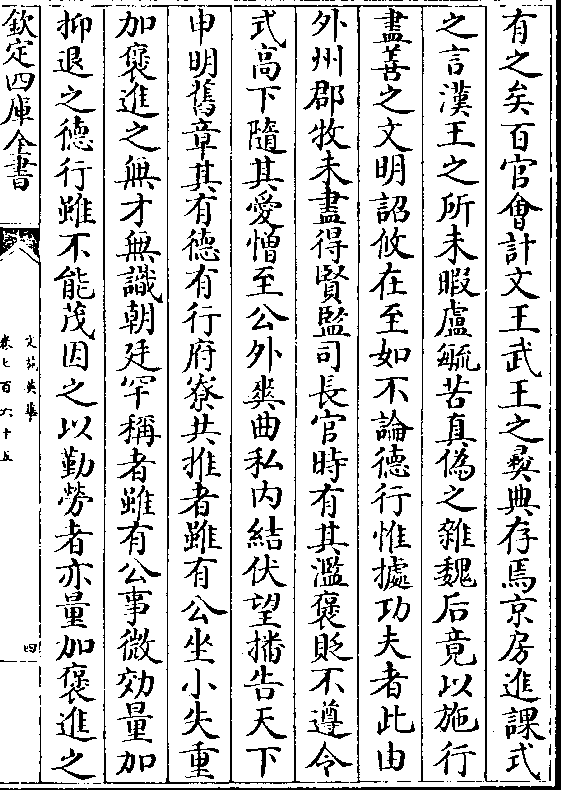 有之矣百官會計文王武王之彛典存焉京房進課式
之言漢王之所未暇盧毓苦真偽之雜魏后竟以施行
盡善之文明詔攸在至如不論德行惟據功夫者此由
外州郡牧未盡得賢監司長官時有其濫褒貶不遵令
式高下隨其愛憎至公外爽曲私内結伏望播告天下
申明舊章其有德有行府寮共推者雖有公坐小失重
加褒進之無才無識朝廷罕稱者雖有公事微効量加
抑退之德行雖不能茂因之以勤勞者亦量加褒進之
欽定四庫全書
文苑英華
卷七百六十五
四